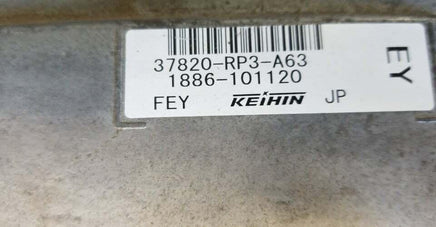 37820-RP3-A63
1886-101120
FEY KEIHIN JP
EY